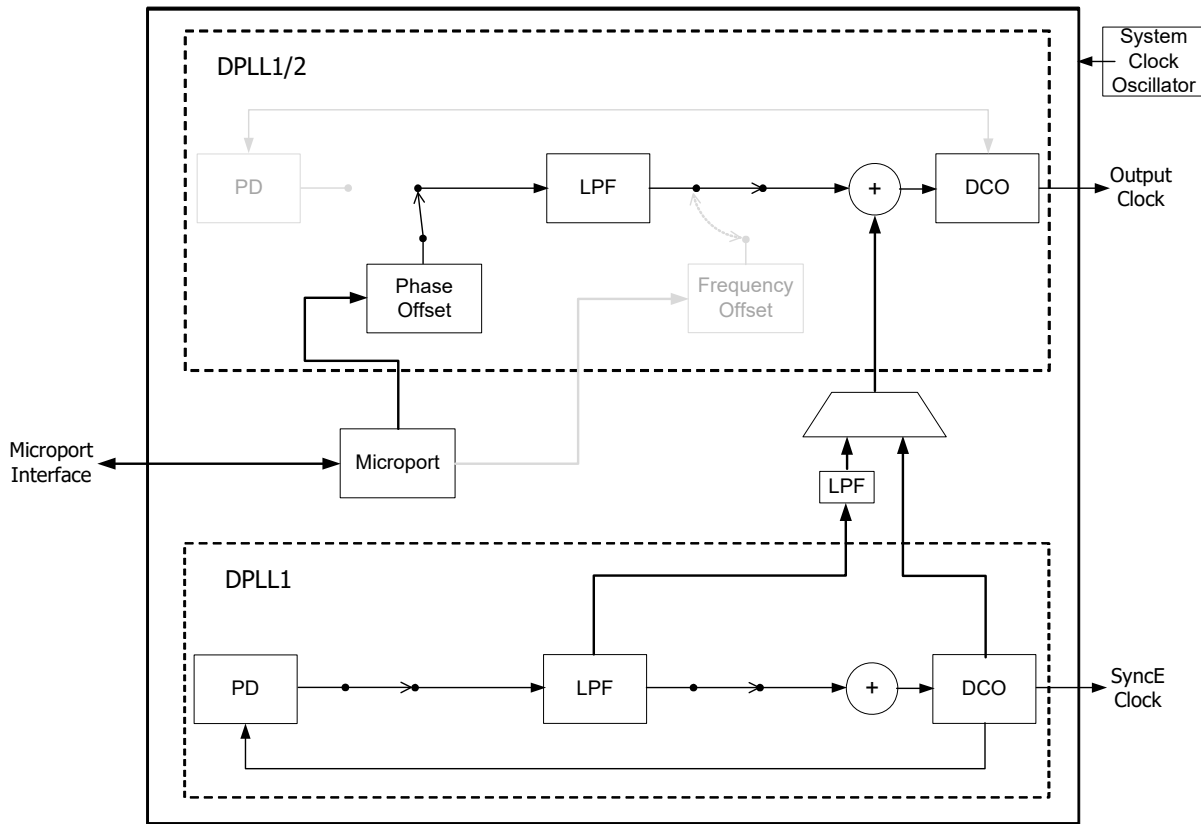 System
Clock
Oscillator
DPLL1/2
PD
LPF
+
DCO
Output
Clock
Phase
Offset
Frequency
Offset
Microport
Interface
Microport
LPF
DPLL1
PD
LPF
+
DCO
SyncE
Clock